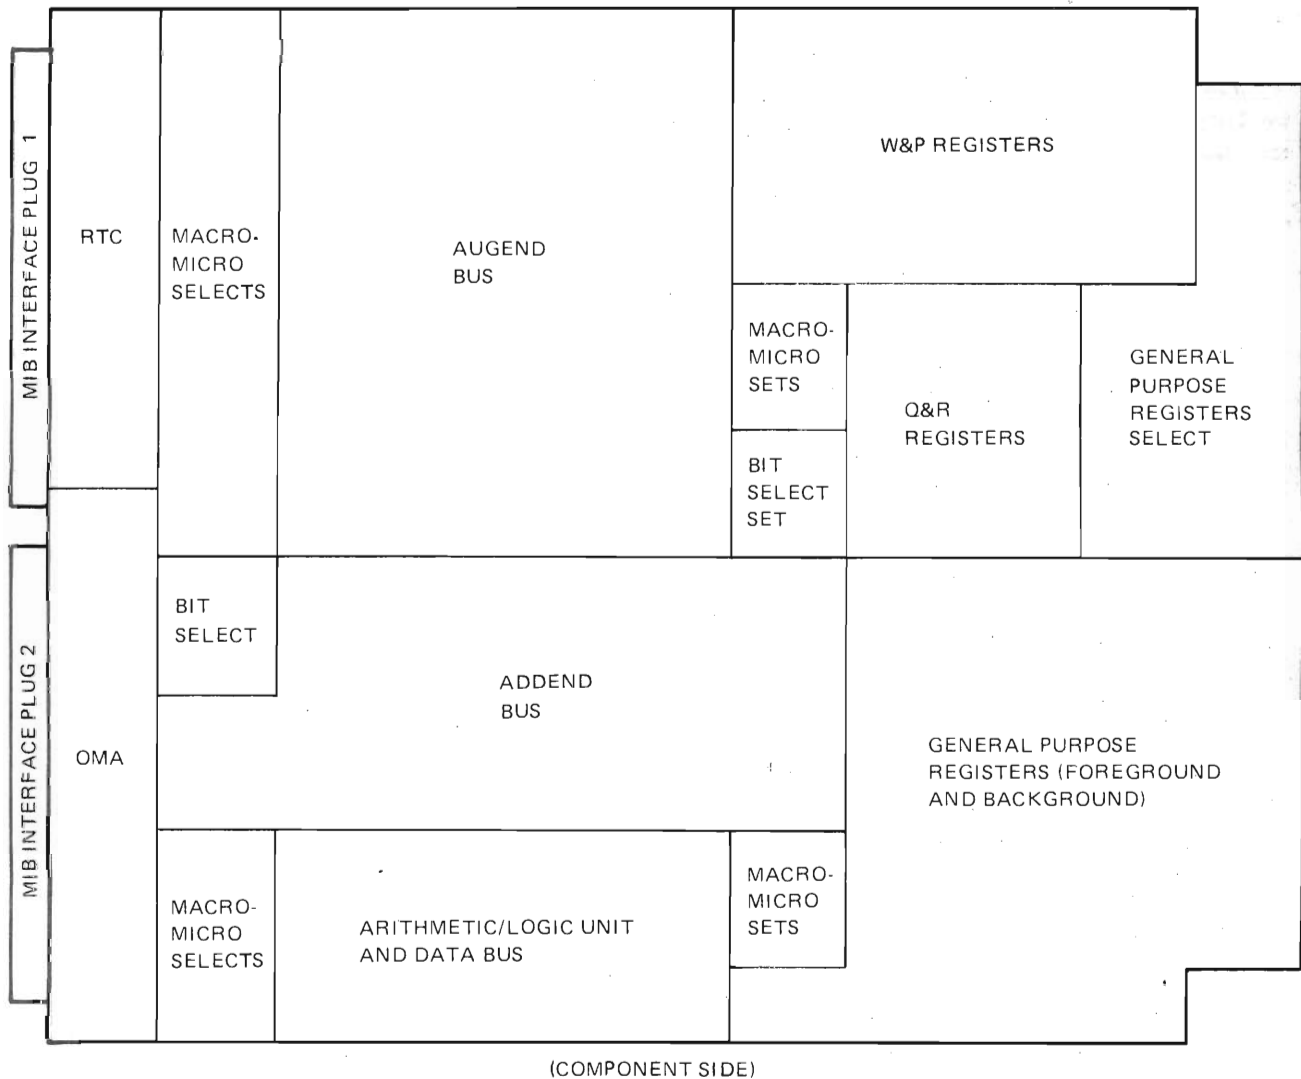 MIB INTERFACE PLUG 1
RTC
MACRO-
MICRO
SELECTS
AUGEND
BUS
W&P REGISTERS
MACRO-
MICRO
SETS
BIT
SELECT
SET
Q&R
REGISTERS
GENERAL
PURPOSE
REGISTERS
SELECT
MIB INTERFACE PLUG 2
OMA
BIT
SELECT
ADDEND
BUS
GENERAL PURPOSE
REGISTERS (FOREGROUND
AND BACKGROUND)
MACRO-
MICRO
SELECTS
ARITHMETIC/LOGIC UNIT
AND DATA BUS
MACRO-
MICRO
SETS
(COMPONENT SIDE)